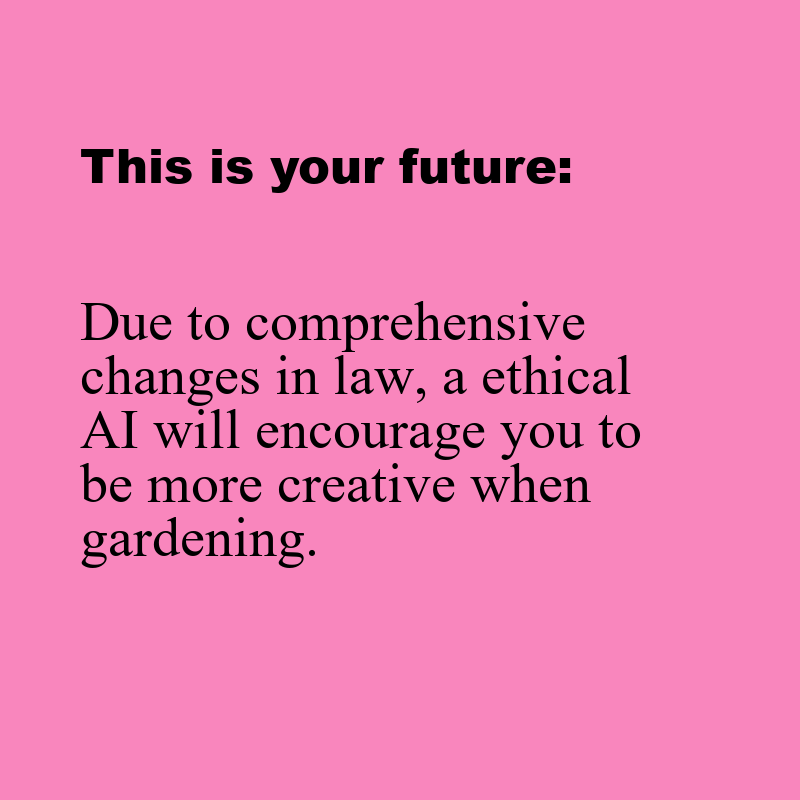 This is your future:
Due to comprehensive
changes in law, a ethical
AI will encourage you to
be more creative when
gardening.